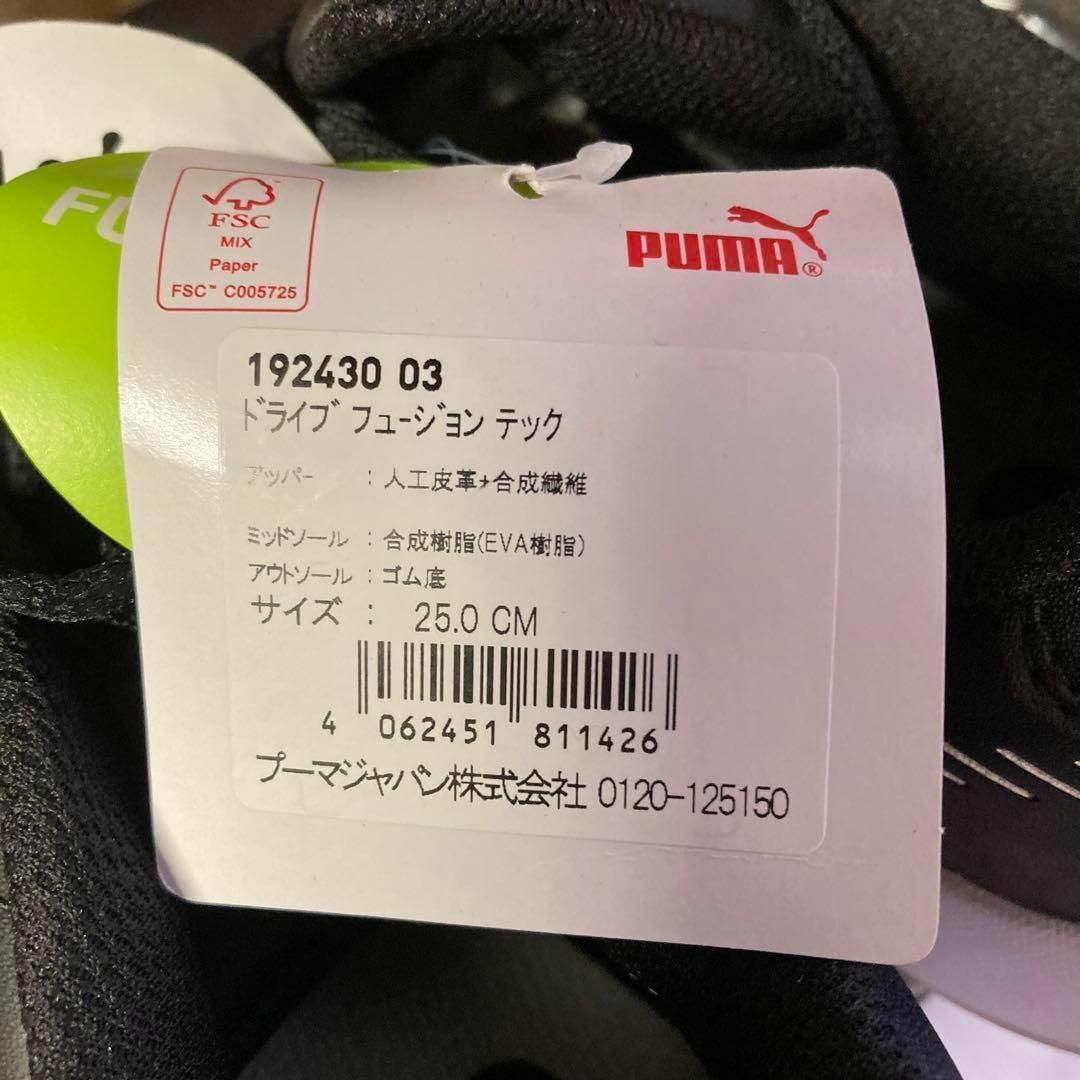 FSC
MIX
Paper
FSC™ C005725
PUMA®
192430 03
ドライブ フュージョン テック
アッパー : 人工皮革+合成繊維
ミッドソール : 合成樹脂(EVA樹脂)
アウトソール : ゴム底
サイズ : 25.0 CM
4 062451 811426
プーマジャパン株式会社 0120-125150